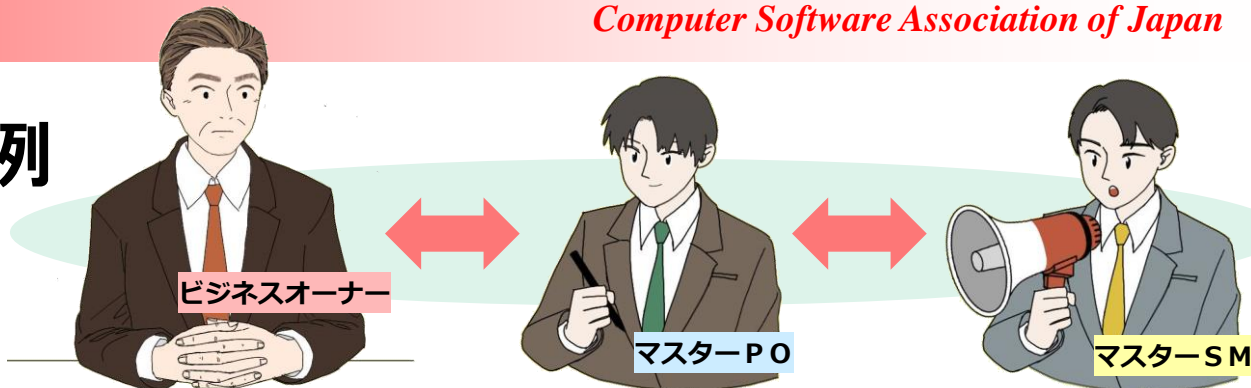 Computer Software Association of Japan
列
ビジネスオーナー
マスターＰＯ
マスターＳＭ